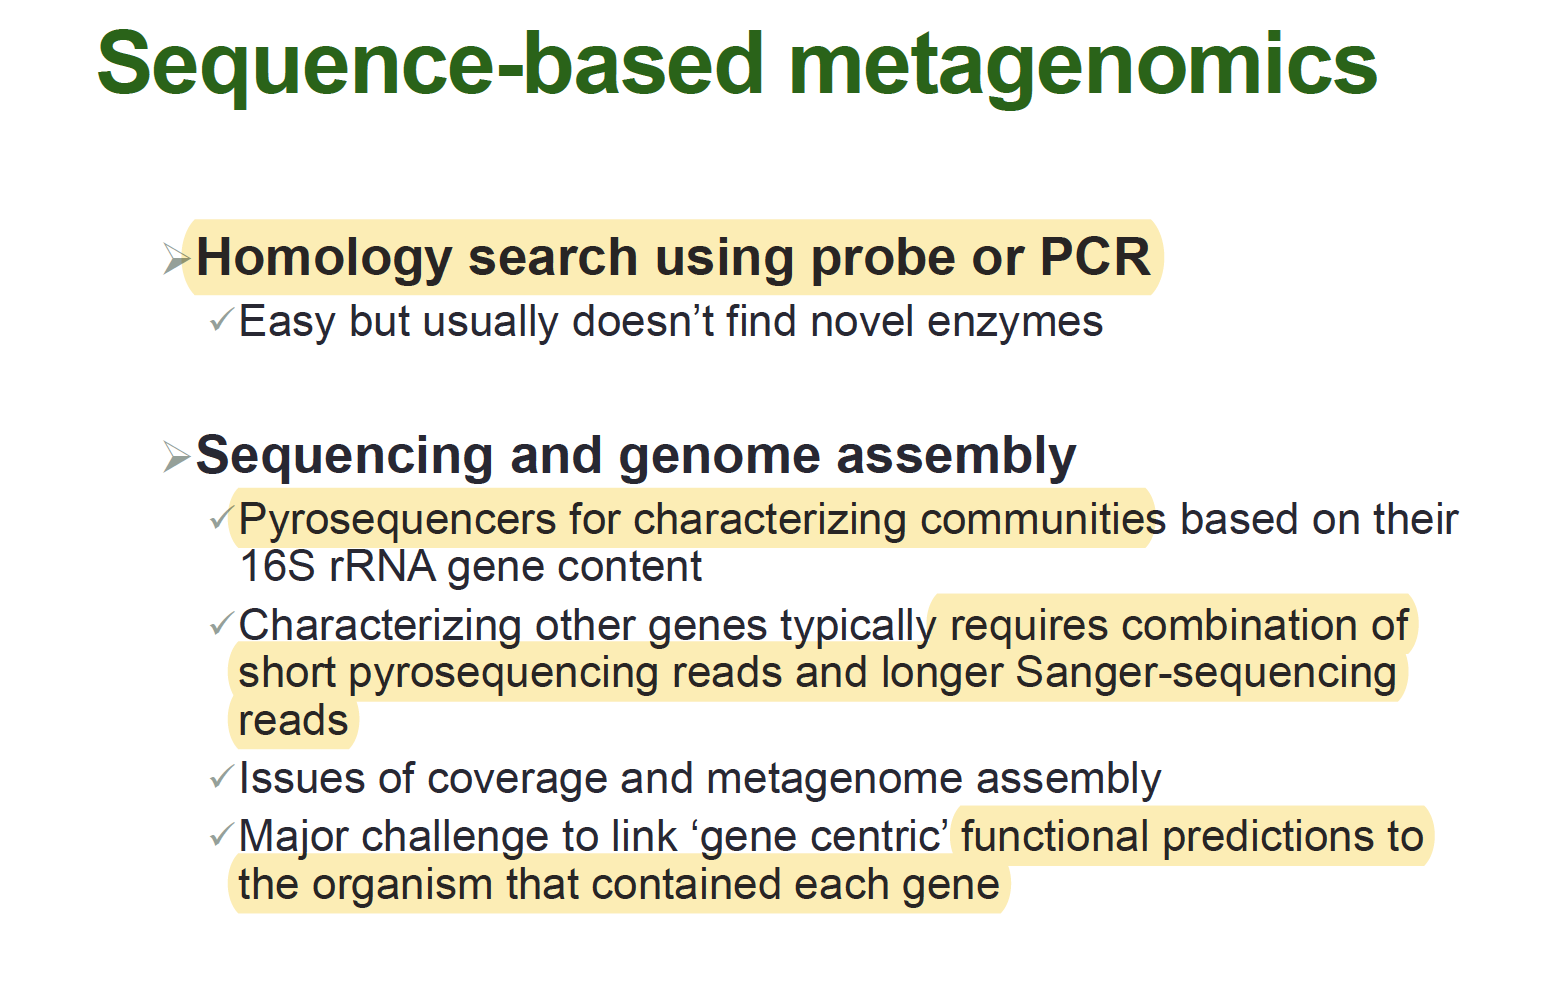 Sequence-based metagenomics
Homology search using probe or PCR
Easy but usually doesn’t find novel enzymes
Sequencing and genome assembly
Pyrosequencers for characterizing communities based on their
16S rRNA gene content
Characterizing other genes typically requires combination of
short pyrosequencing reads and longer Sanger-sequencing
reads
Issues of coverage and metagenome assembly
Major challenge to link ‘gene centric’ functional predictions to
the organism that contained each gene